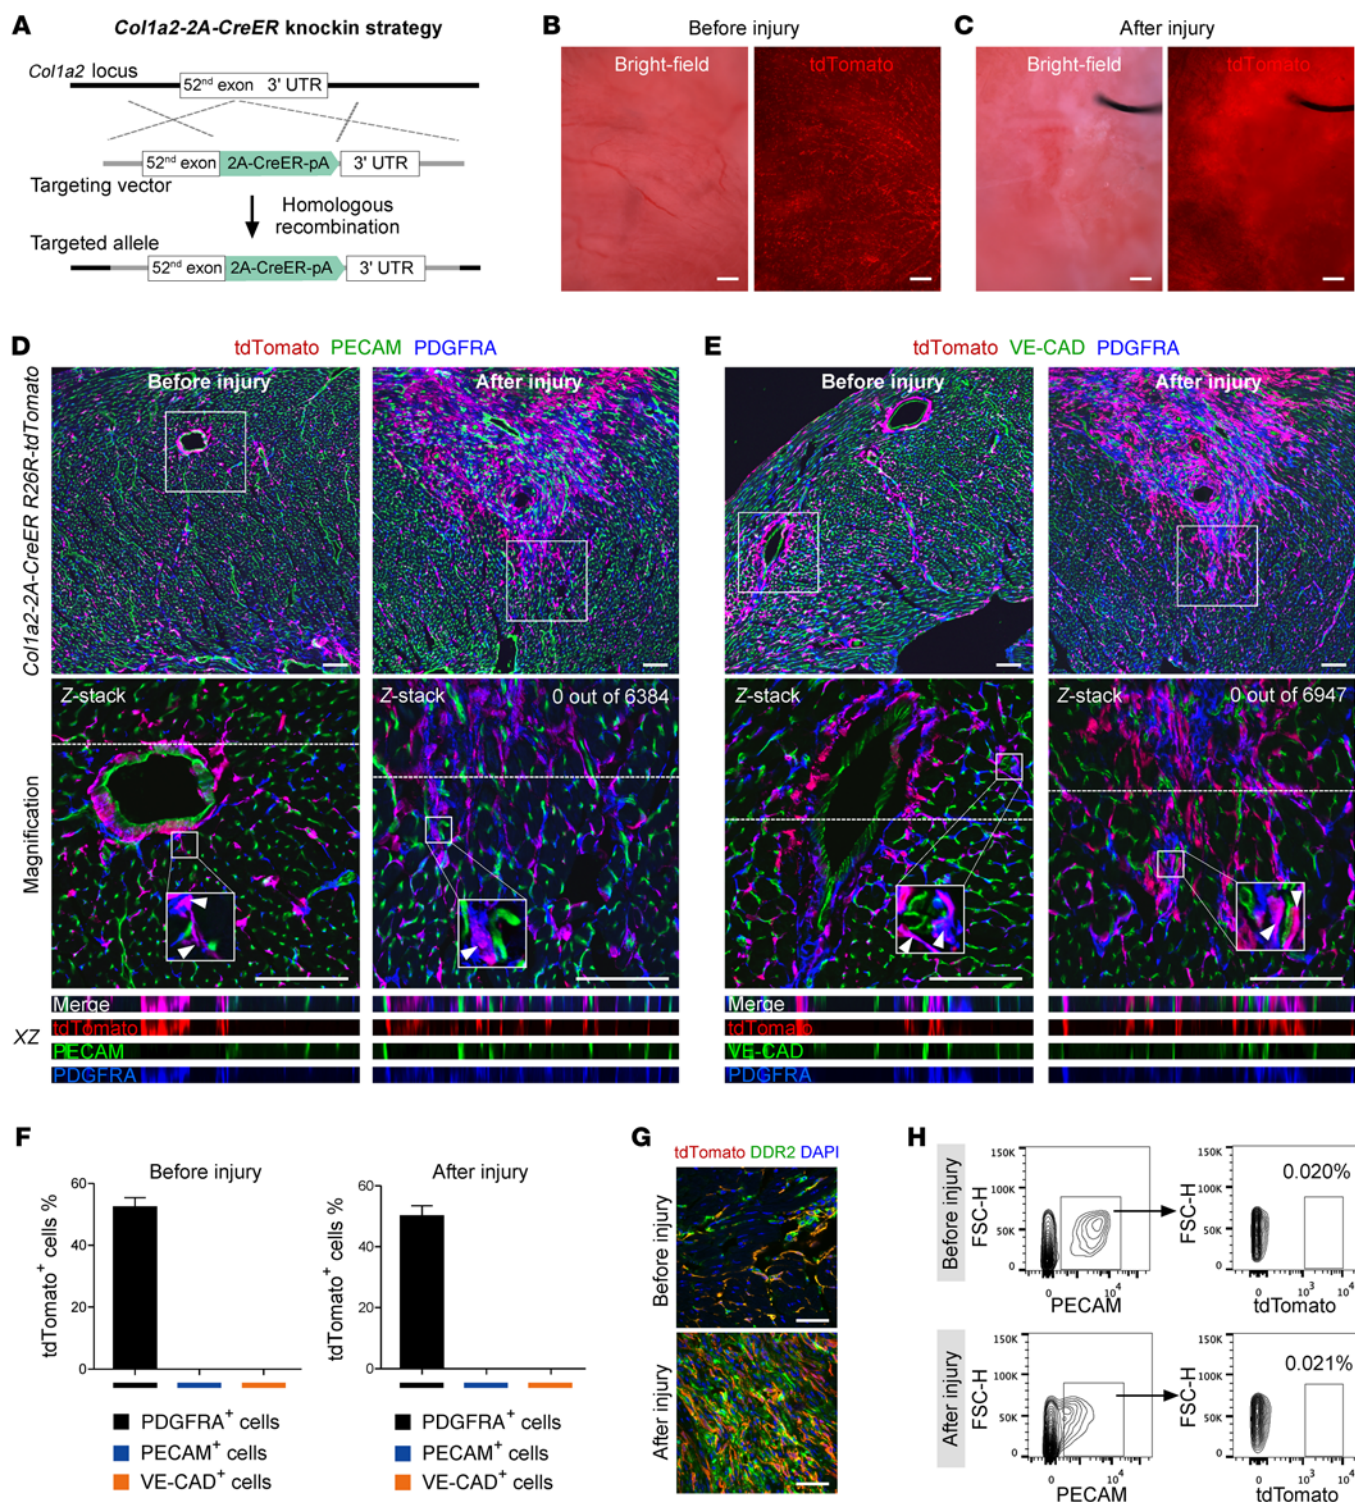 A
Col1a2-2A-CreER knockin strategy
Col1a2 locus
52nd exon 3' UTR
52nd exon 2A-CreER-pA 3' UTR
Targeting vector
Homologous
recombination
Targeted allele
52nd exon 2A-CreER-pA 3' UTR
B
Before injury
Bright-field
tdTomato
C
After injury
Bright-field
tdTomato
D
tdTomato PECAM PDGFRA
Col1a2-2A-CreER R26R-tdTomato
Before injury
After injury
Magnification
Z-stack
Z-stack
0 out of 6384
XZ
Merge
tdTomato
PECAM
PDGFRA
E
tdTomato VE-CAD PDGFRA
Before injury
After injury
Z-stack
Z-stack
0 out of 6947
Merge
tdTomato
VE-CAD
PDGFRA
F
Before injury
tdTomato+ cells %
60
40
20
0
PDGFRA+ cells
PECAM+ cells
VE-CAD+ cells
After injury
tdTomato+ cells %
60
40
20
0
PDGFRA+ cells
PECAM+ cells
VE-CAD+ cells
G
tdTomato DDR2 DAPI
Before injury
After injury
H
Before injury
FSC-H
150K
100K
50K
0
0
10^4
PECAM
FSC-H
150K
100K
50K
0
0.020%
0
10^3
10^4
tdTomato
After injury
FSC-H
150K
100K
50K
0
0
10^4
PECAM
FSC-H
150K
100K
50K
0
0.021%
0
10^3
10^4
tdTomato